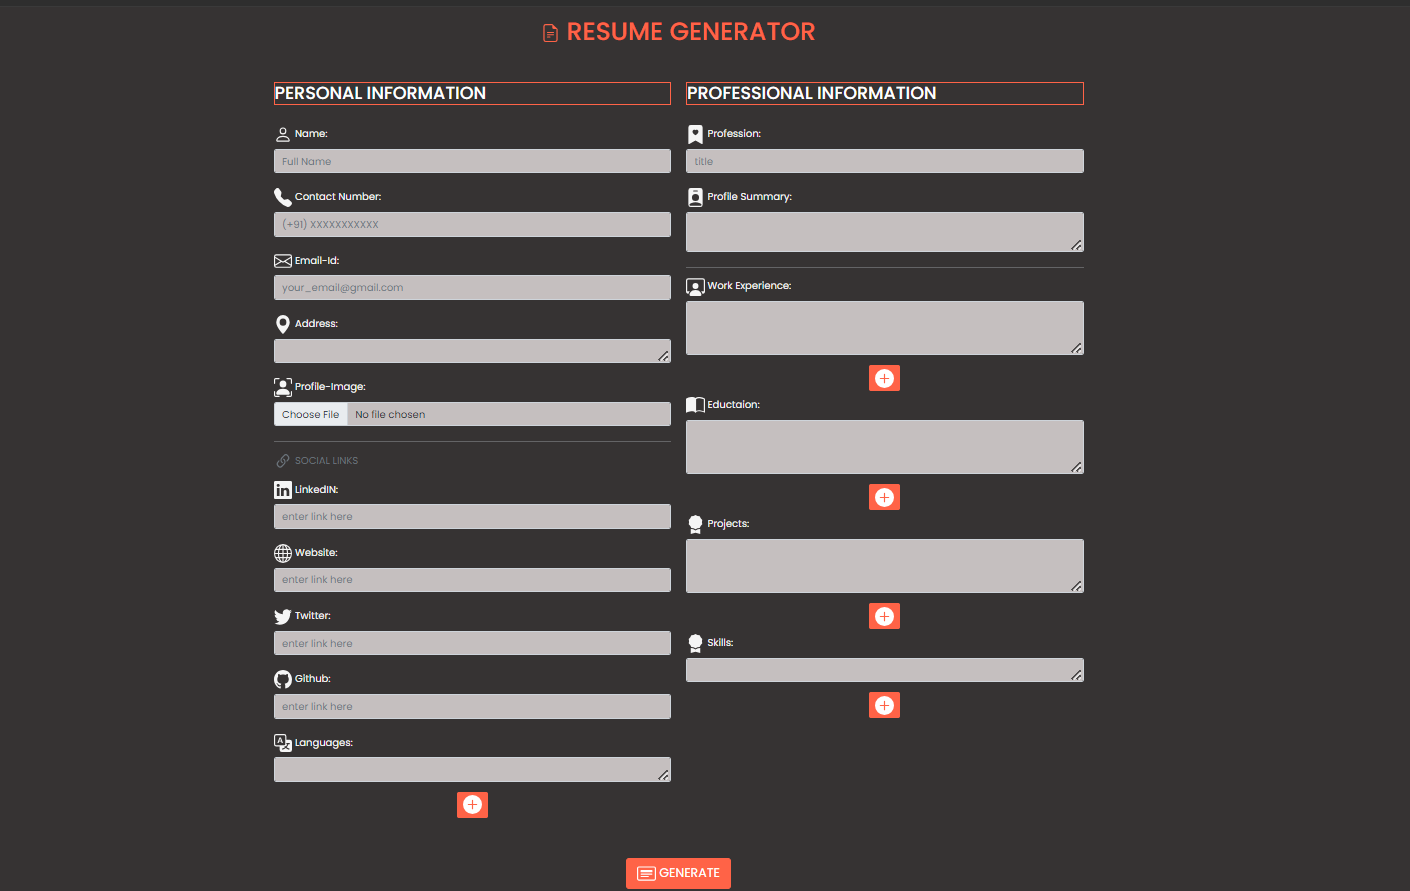 RESUME GENERATOR
PERSONAL INFORMATION
Name:
Full Name
Contact Number:
(+91) XXXXXXXXXXX
Email-Id:
your_email@gmail.com
Address:
Profile-Image:
Choose File No file chosen
SOCIAL LINKS
LinkedIN:
enter link here
Website:
enter link here
Twitter:
enter link here
Github:
enter link here
Languages:
PROFESSIONAL INFORMATION
Profession:
title
Profile Summary:
Work Experience:
Eductaion:
Projects:
Skills:
GENERATE